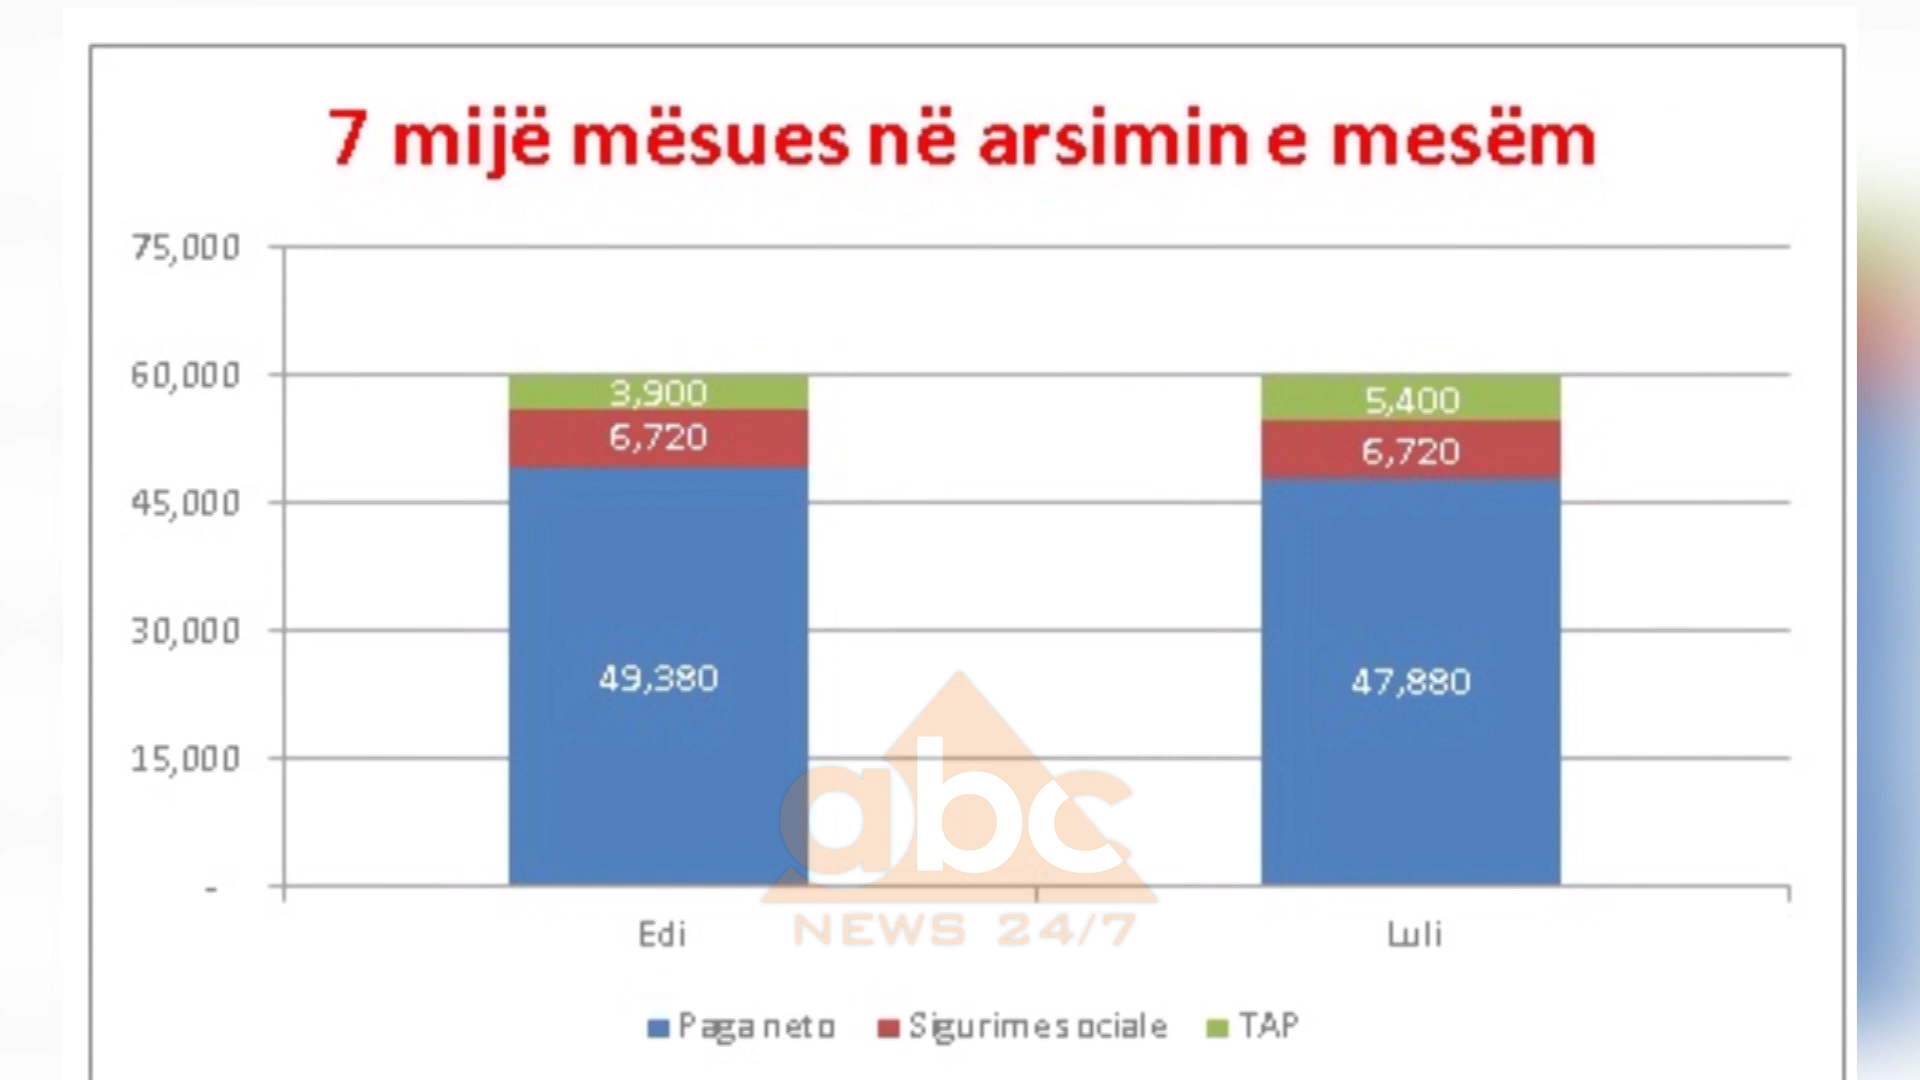 7 mijë mësues në arsimin e mesëm
75,000
60,000
45,000
30,000
15,000
-
3,900
6,720
49,380
5,400
6,720
47,880
Edi
Luli
Paga neto
Sigurime sociale
TAP
abc
NEWS 24/7